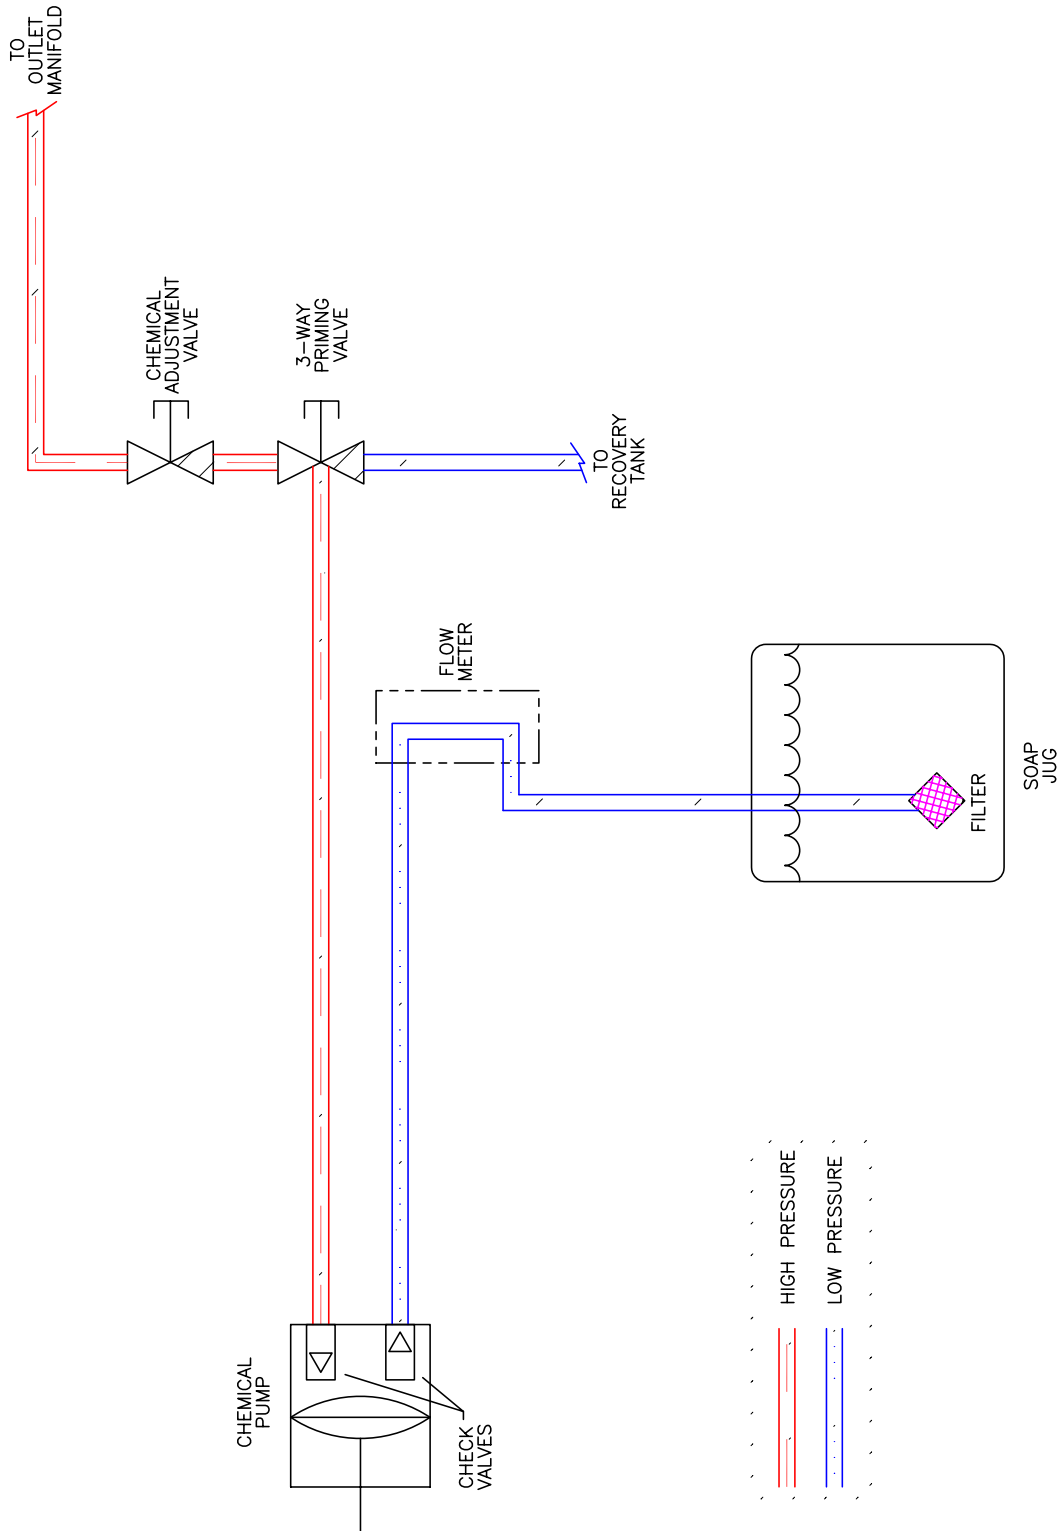 TO
OUTLET
MANIFOLD
CHEMICAL
ADJUSTMENT
VALVE
3-WAY
PRIMING
VALVE
TO
RECOVERY
TANK
FLOW
METER
FILTER
SOAP
JUG
CHEMICAL
PUMP
CHECK
VALVES
HIGH PRESSURE
LOW PRESSURE